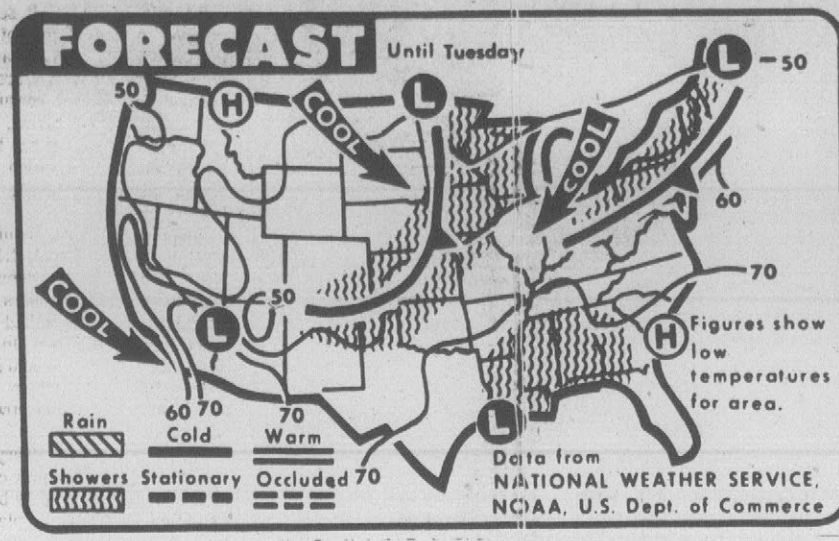 FORECAST
Until Tuesday
50
H
COOL
L
L
50
COOL
60
70
COOL
50
L
H
Figures show
low
temperatures
for area.
60 70
70
70
L
Rain
Cold
Warm
Showers
Stationary
Occluded
Data from
NATIONAL WEATHER SERVICE,
NOAA, U.S. Dept. of Commerce